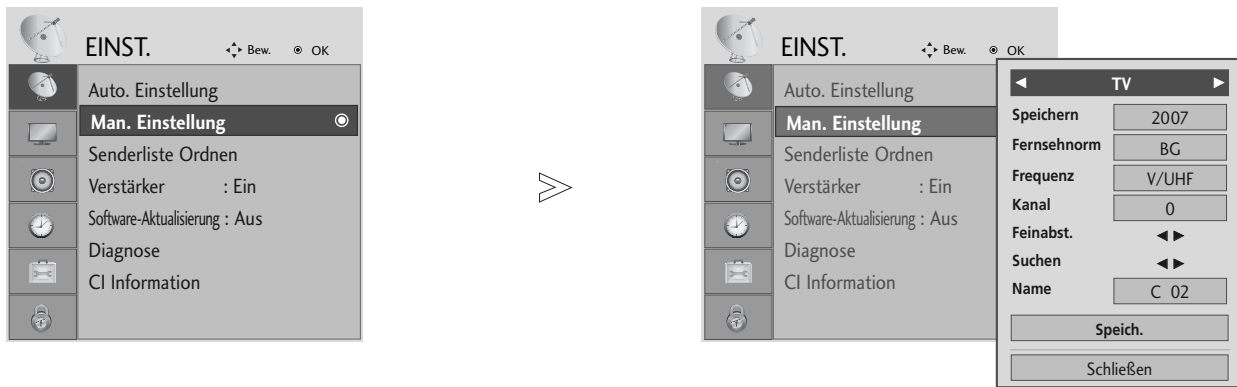 EINST. Bew. OK
Auto. Einstellung
Man. Einstellung
Senderliste Ordnen
Verstärker : Ein
Software-Aktualisierung : Aus
Diagnose
CI Information
EINST. Bew. OK
Auto. Einstellung
Man. Einstellung
Senderliste Ordnen
Verstärker : Ein
Software-Aktualisierung : Aus
Diagnose
CI Information
◄ TV ►
Speichern 2007
Fernsehnorm BG
Frequenz V/UHF
Kanal 0
Feinabst. ◄ ►
Suchen ◄ ►
Name C 02
Speich.
Schließen